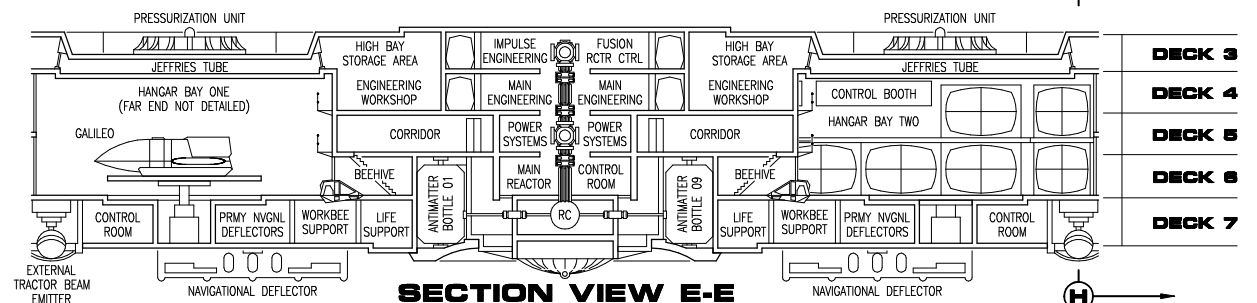 PRESSURIZATION UNIT
PRESSURIZATION UNIT
HIGH BAY
STORAGE AREA
IMPULSE
ENGINEERING
FUSION
RCTR CTRL
HIGH BAY
STORAGE AREA
DECK 3
JEFFRIES TUBE
JEFFRIES TUBE
HANGAR BAY ONE
(FAR END NOT DETAILED)
ENGINEERING
WORKSHOP
MAIN
ENGINEERING
MAIN
ENGINEERING
ENGINEERING
WORKSHOP
CONTROL BOOTH
DECK 4
HANGAR BAY TWO
GALILEO
CORRIDOR
POWER
SYSTEMS
POWER
SYSTEMS
CORRIDOR
DECK 5
BEEHIVE
ANTIMATTER
BOTTLE 01
MAIN
REACTOR
CONTROL
ROOM
ANTIMATTER
BOTTLE 09
BEEHIVE
DECK 6
CONTROL
ROOM
PRMY NVGNL
DEFLECTORS
WORKBEE
SUPPORT
LIFE
SUPPORT
RC
LIFE
SUPPORT
WORKBEE
SUPPORT
PRMY NVGNL
DEFLECTORS
CONTROL
ROOM
DECK 7
EXTERNAL
TRACTOR BEAM
EMITTER
NAVIGATIONAL DEFLECTOR
SECTION VIEW E-E
NAVIGATIONAL DEFLECTOR
H